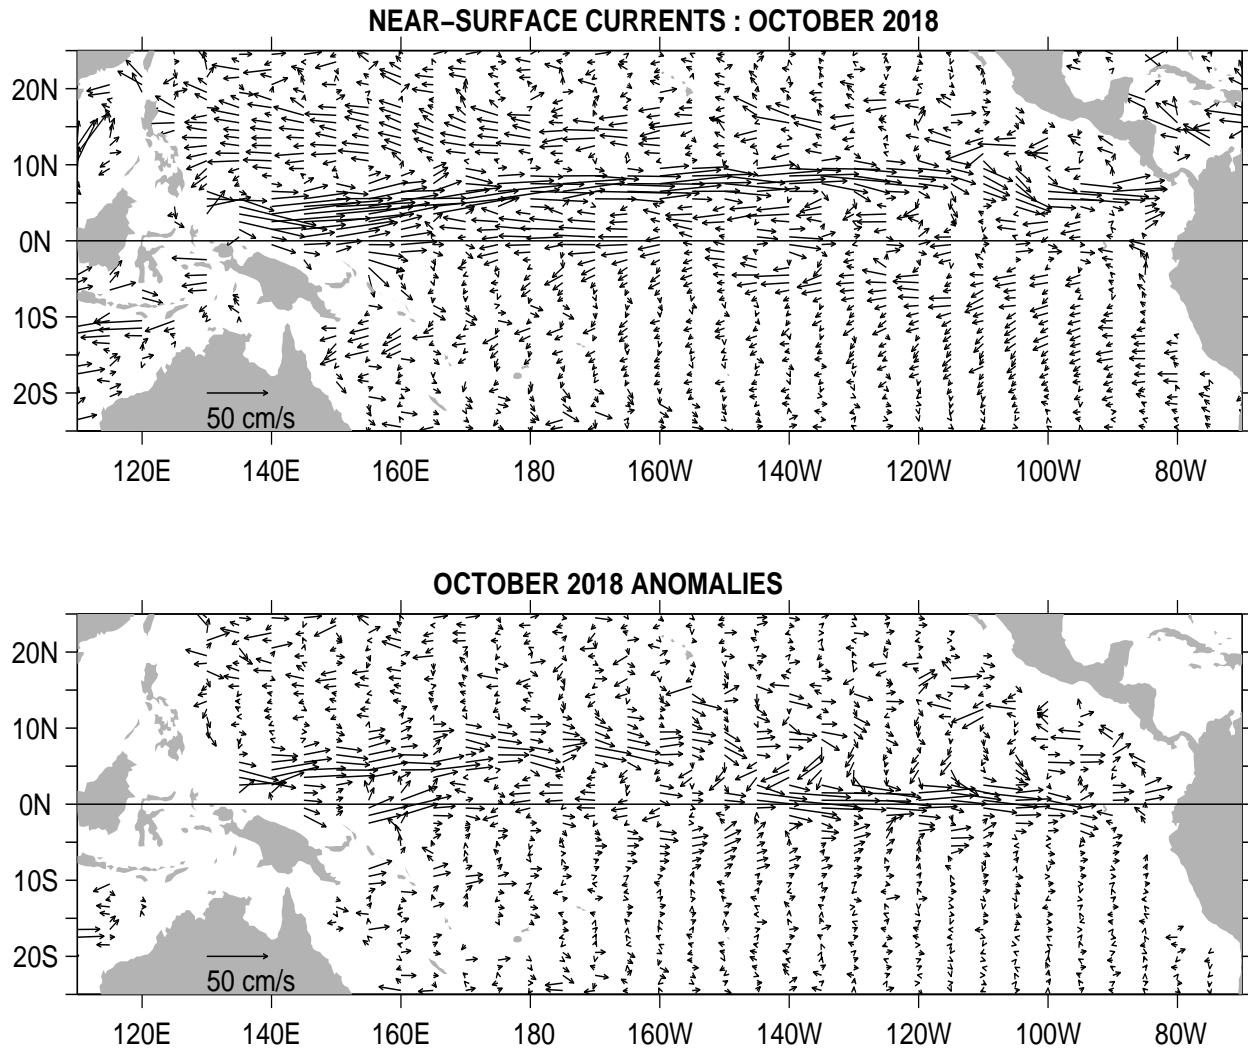 NEAR−SURFACE CURRENTS : OCTOBER 2018
20N
10N
0N
10S
20S
50 cm/s
120E 140E 160E 180 160W 140W 120W 100W 80W
OCTOBER 2018 ANOMALIES
20N
10N
0N
10S
20S
50 cm/s
120E 140E 160E 180 160W 140W 120W 100W 80W